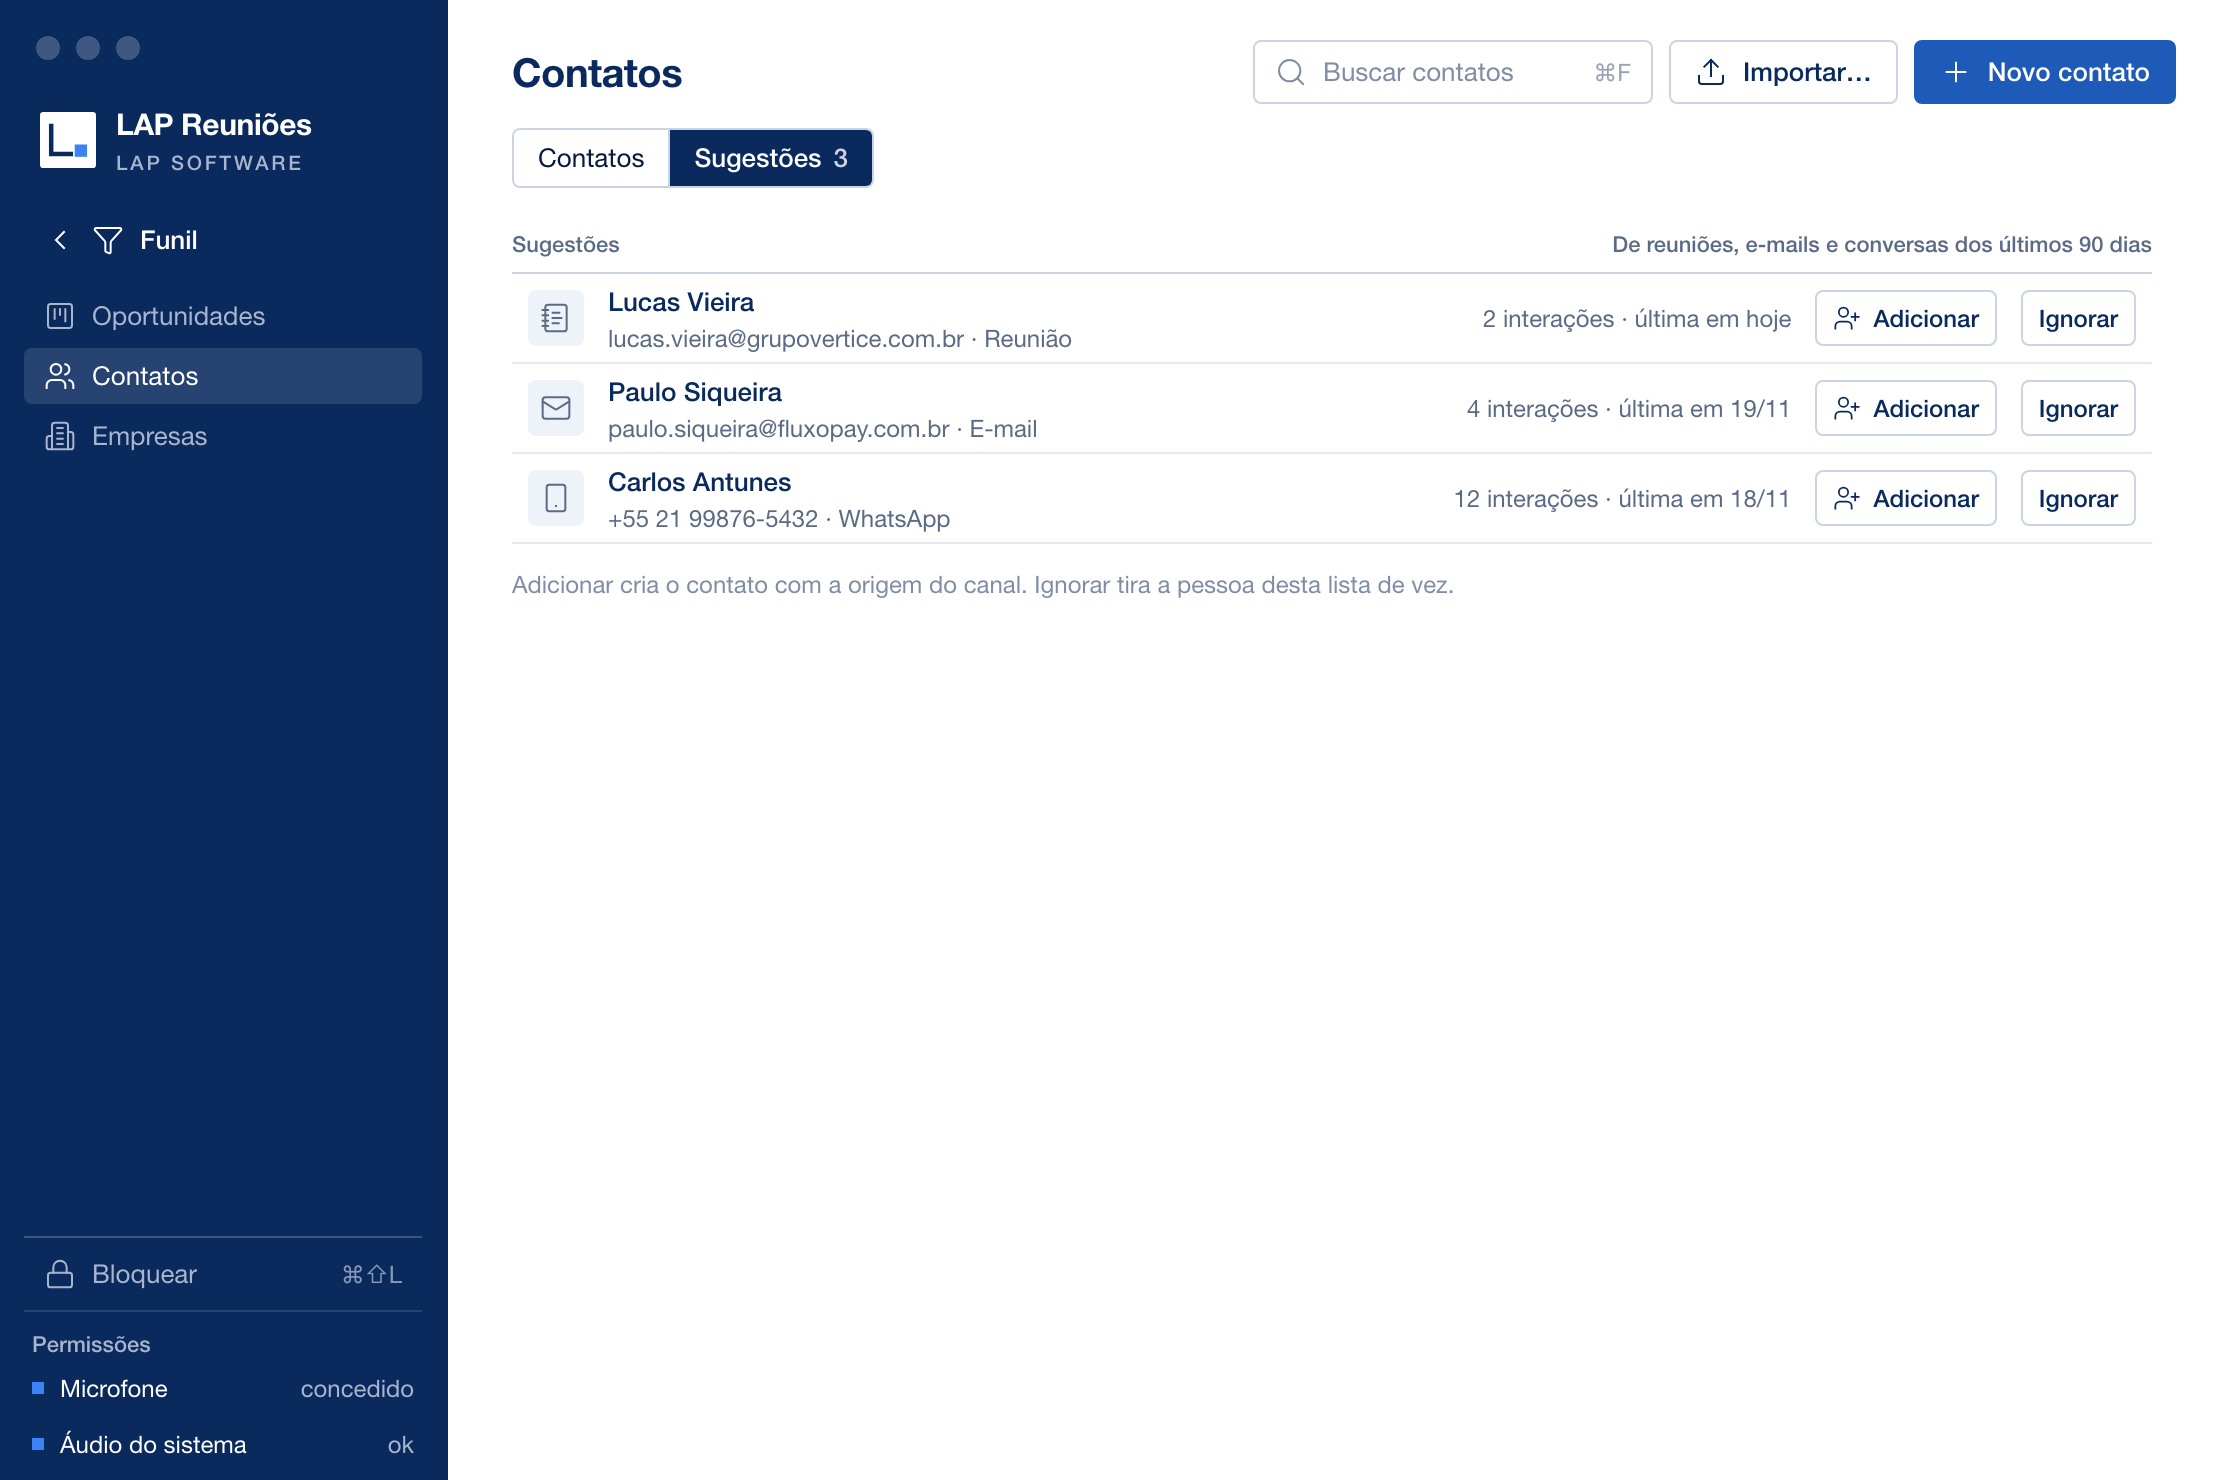 LAP Reuniões
LAP SOFTWARE
Funil
Oportunidades
Contatos
Empresas
Bloquear ⌘⇧L
Permissões
Microfone concedido
Áudio do sistema ok
Contatos
Buscar contatos ⌘F
Importar...
Novo contato
Contatos
Sugestões 3
Sugestões
De reuniões, e-mails e conversas dos últimos 90 dias
Lucas Vieira
lucas.vieira@grupovertice.com.br · Reunião
2 interações · última em hoje
Adicionar
Ignorar
Paulo Siqueira
paulo.siqueira@fluxopay.com.br · E-mail
4 interações · última em 19/11
Adicionar
Ignorar
Carlos Antunes
+55 21 99876-5432 · WhatsApp
12 interações · última em 18/11
Adicionar
Ignorar
Adicionar cria o contato com a origem do canal. Ignorar tira a pessoa desta lista de vez.